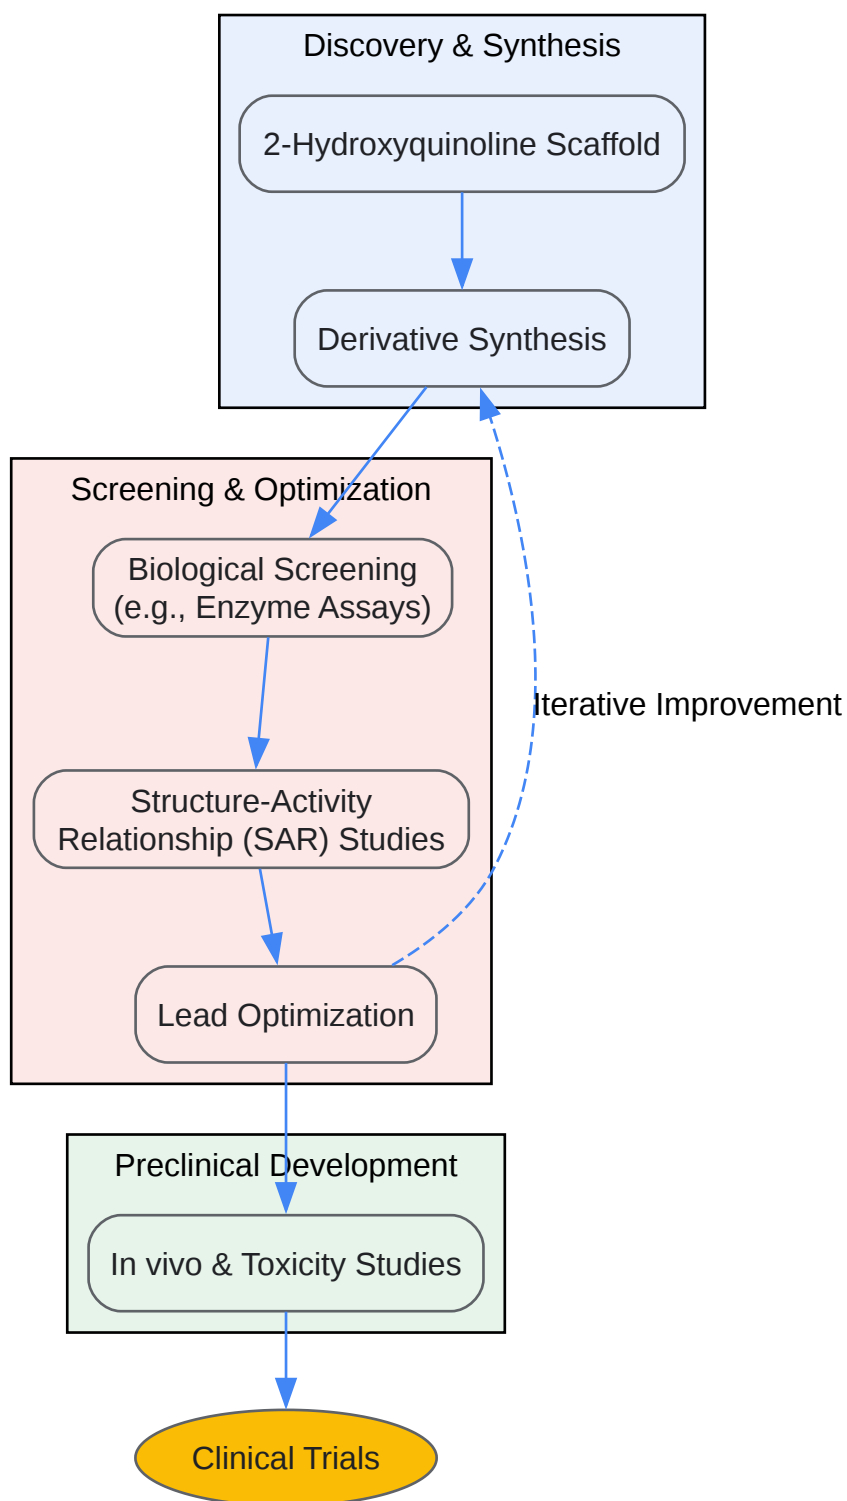 Discovery & Synthesis
2-Hydroxyquinoline Scaffold
Derivative Synthesis
Screening & Optimization
Biological Screening
(e.g., Enzyme Assays)
Iterative Improvement
Structure-Activity
Relationship (SAR) Studies
Lead Optimization
Preclinical Development
In vivo & Toxicity Studies
Clinical Trials